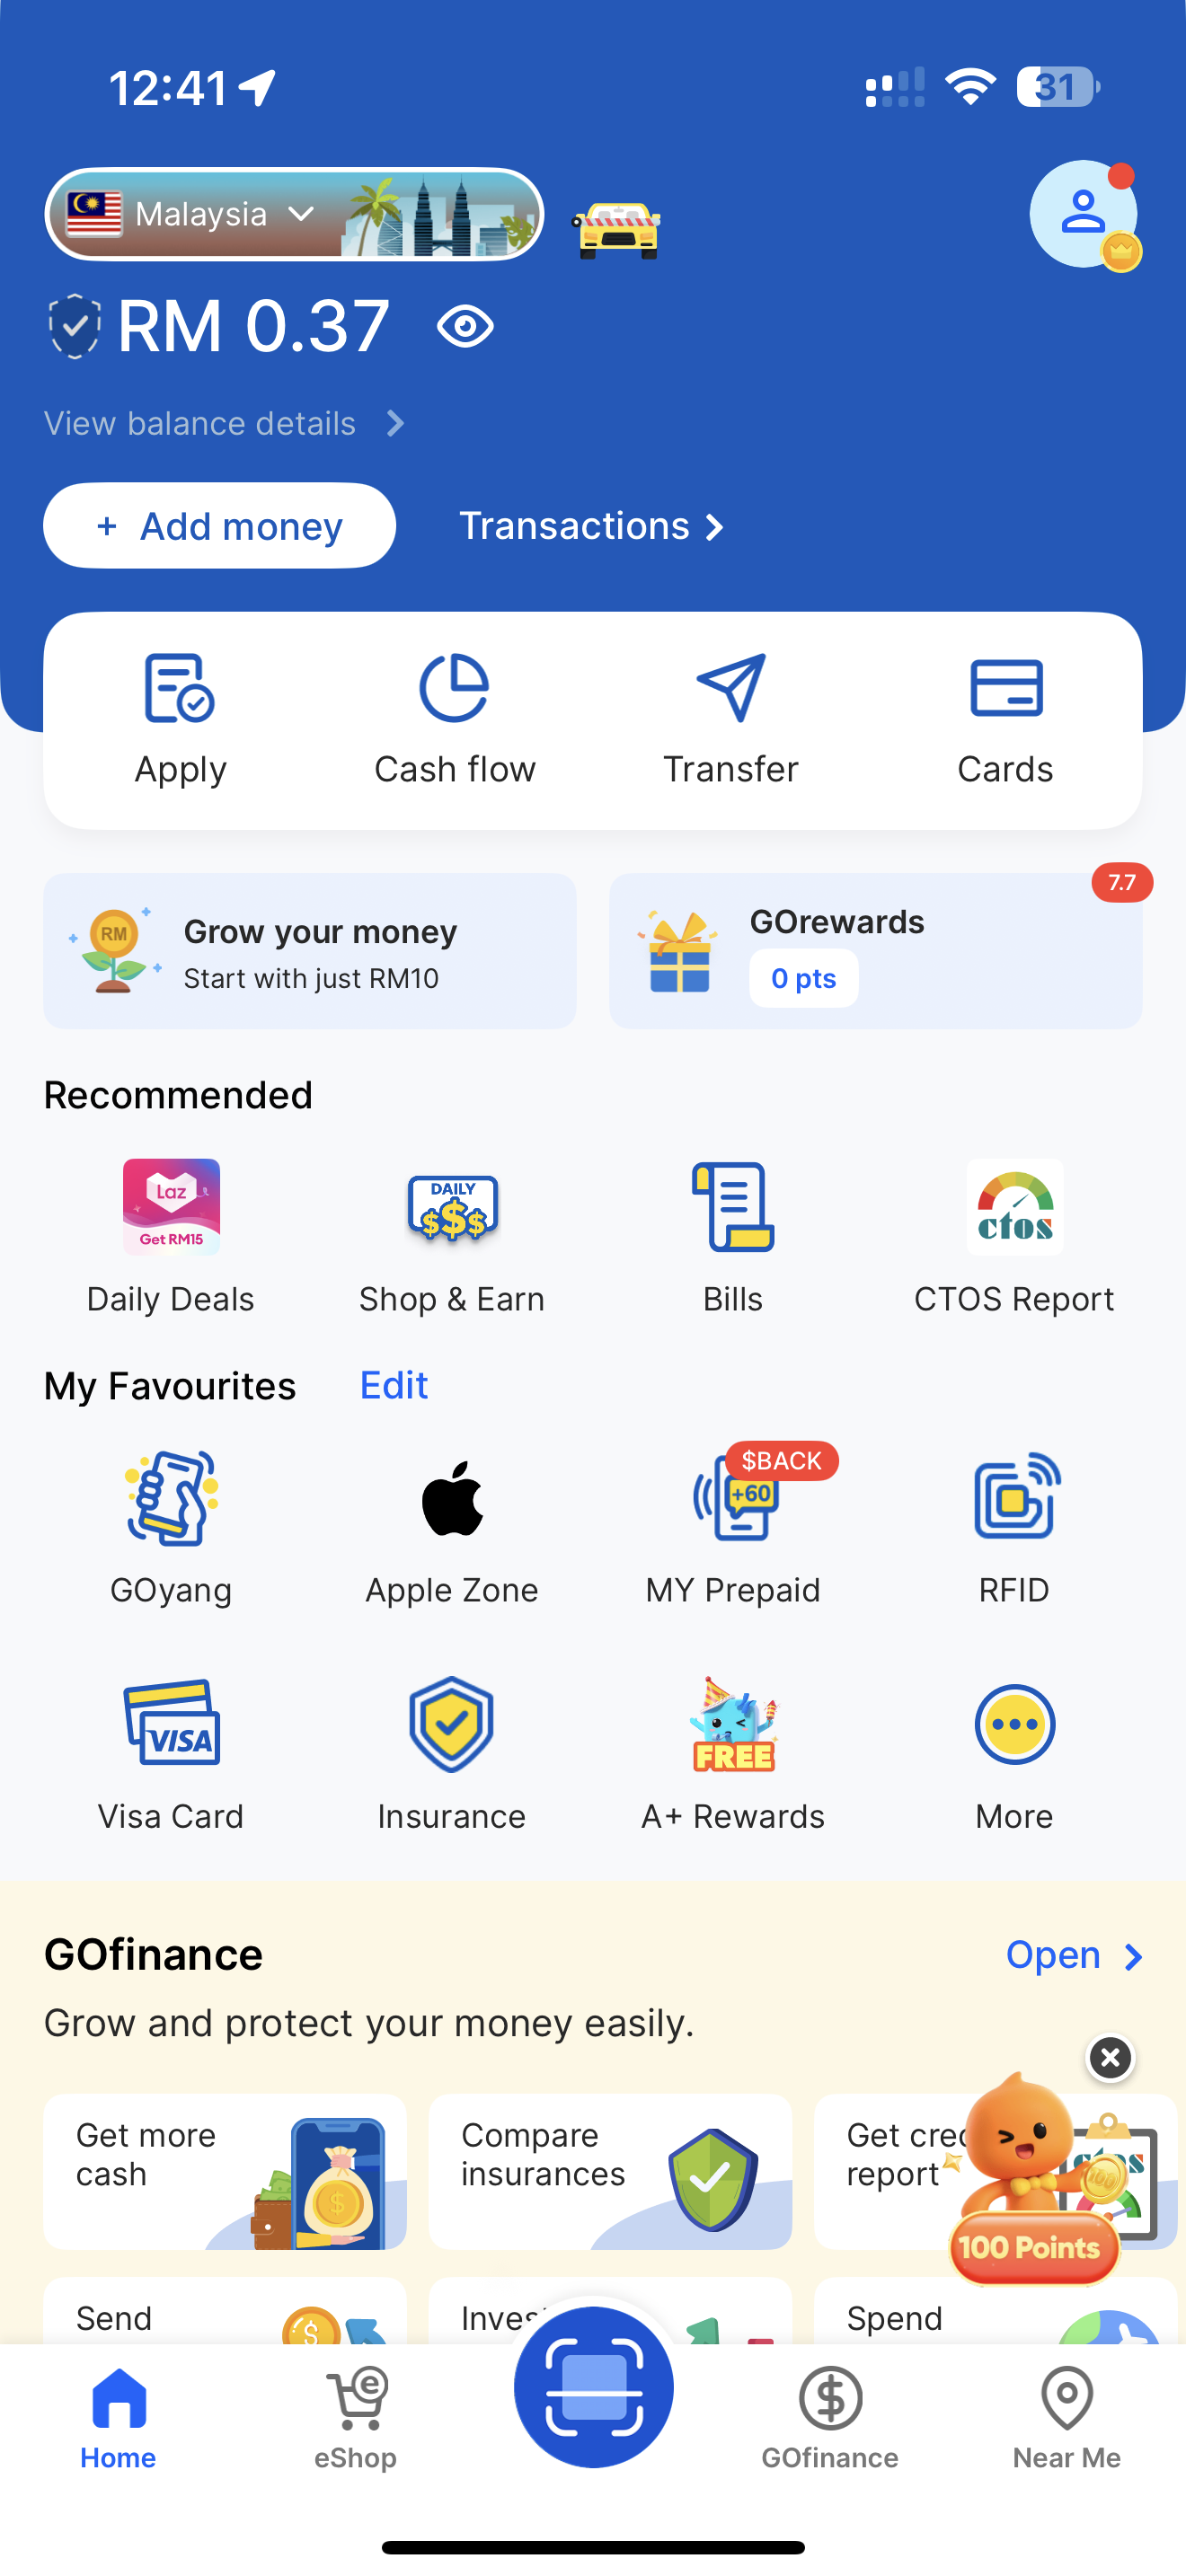 12:41
31
Malaysia
RM 0.37
View balance details
+ Add money
Transactions
Apply
Cash flow
Transfer
Cards
RM
Grow your money
Start with just RM10
7.7
GOrewards
0 pts
Recommended
Laz
Get RM15
DAILY
$$$
ctos
Daily Deals
Shop & Earn
Bills
CTOS Report
My Favourites
Edit
$BACK
+60
GOyang
Apple Zone
MY Prepaid
RFID
VISA
FREE
Visa Card
Insurance
A+ Rewards
More
GOfinance
Open
Grow and protect your money easily.
Get more
cash
Compare
insurances
Get
report
100
100 Points
Send
Spend
Home
eShop
GOfinance
Near Me